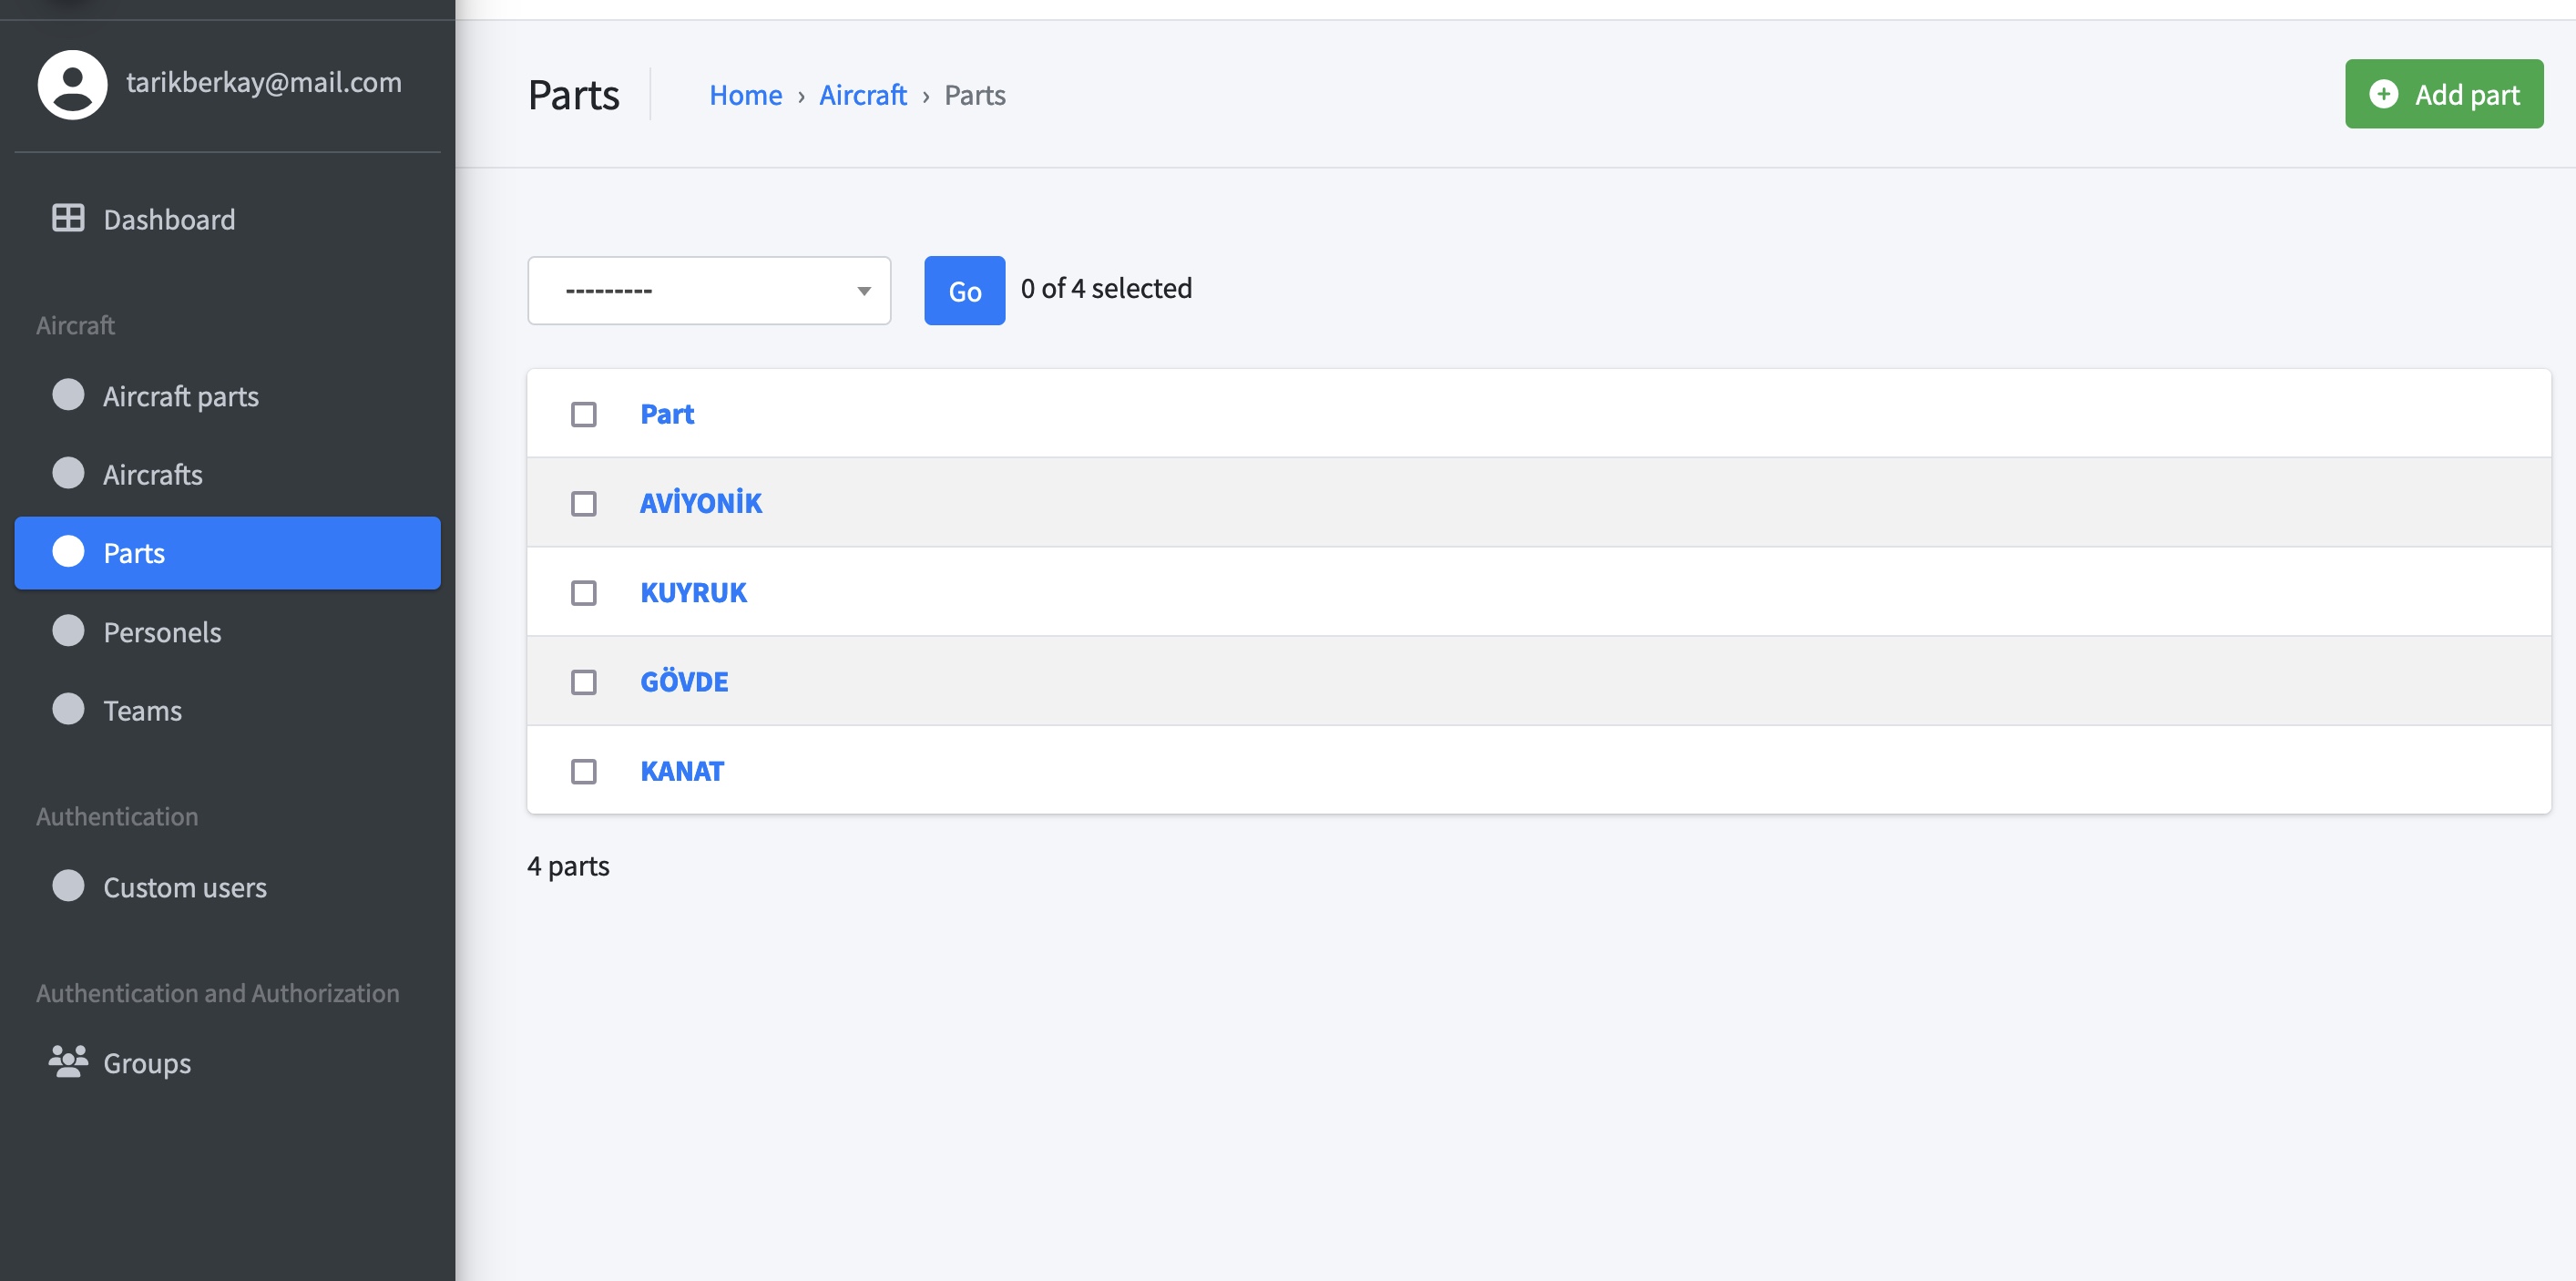 tarikberkay@mail.com
Dashboard
Aircraft
Aircraft parts
Aircrafts
Parts
Personels
Teams
Authentication
Custom users
Authentication and Authorization
Groups
Parts
Home › Aircraft › Parts
Add part
---------
Go
0 of 4 selected
Part
AVİYONİK
KUYRUK
GÖVDE
KANAT
4 parts